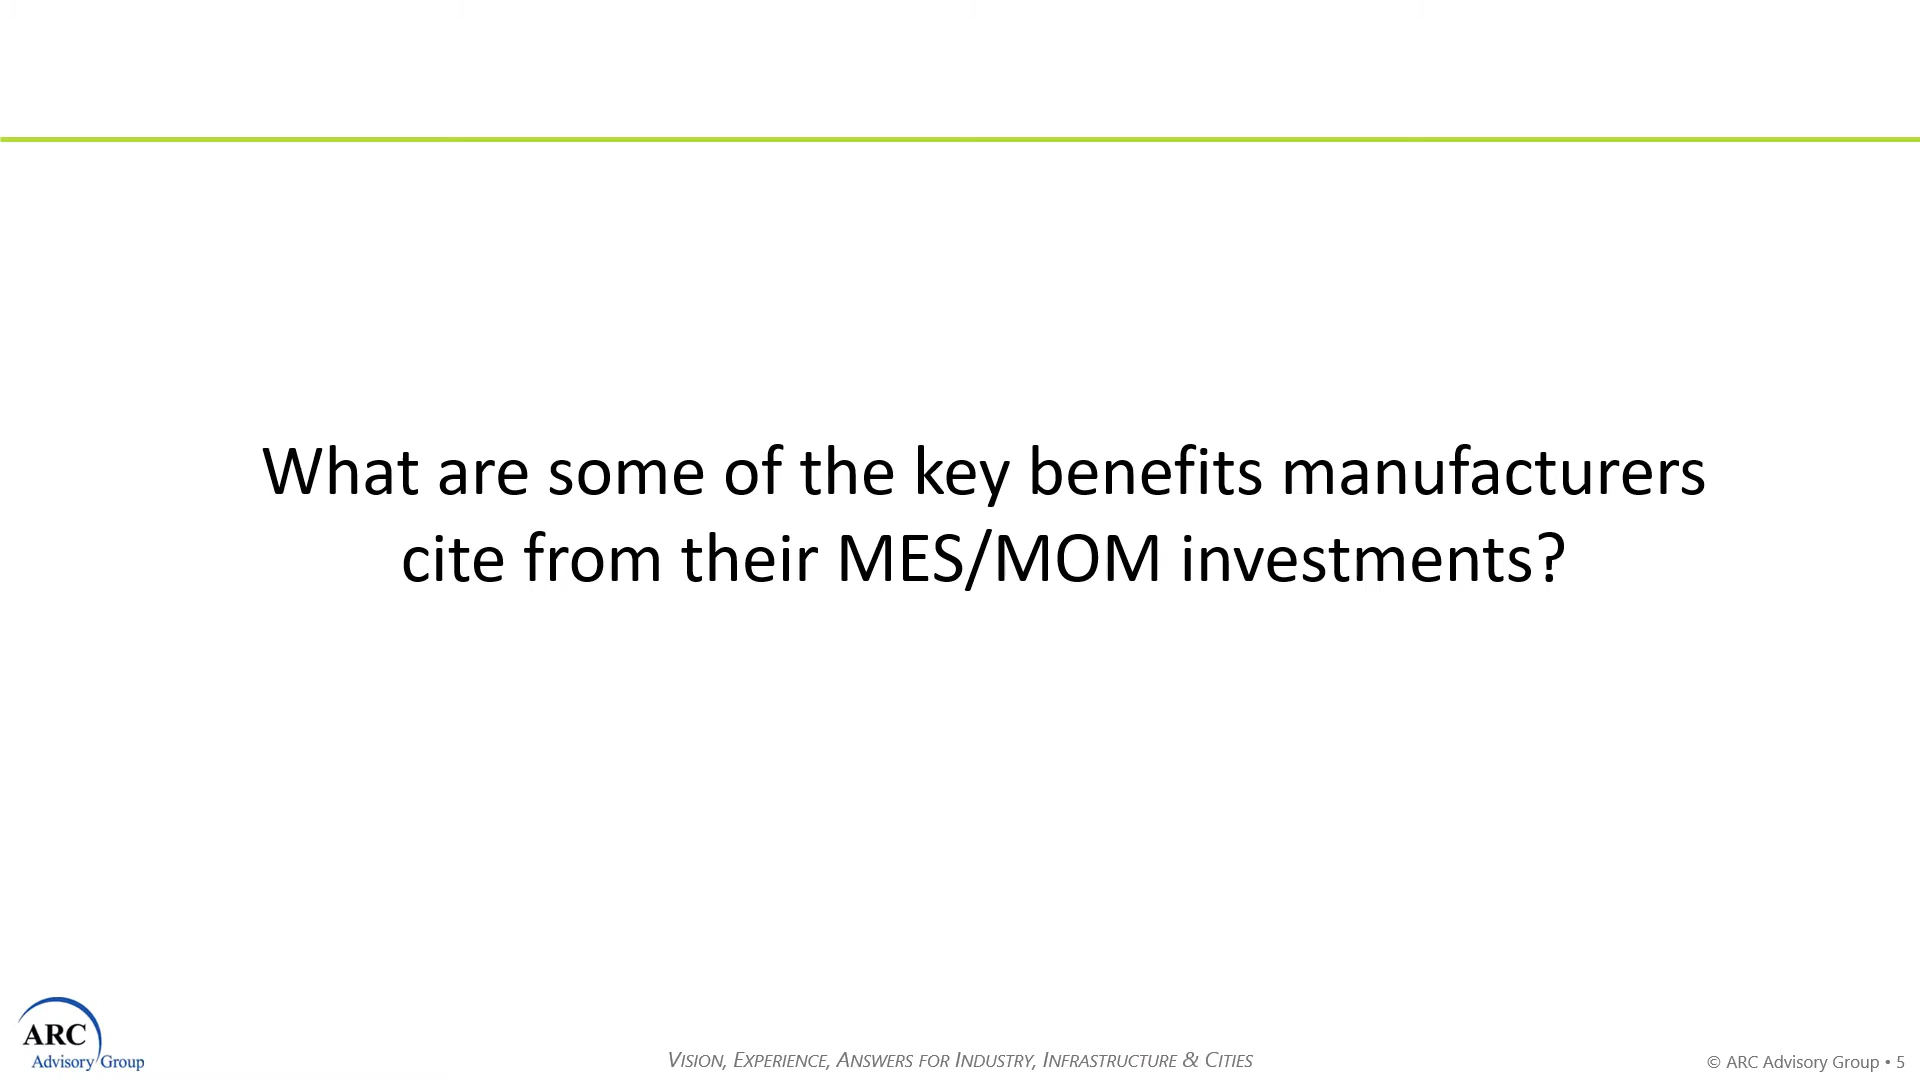 What are some of the key benefits manufacturers
cite from their MES/MOM investments?
ARC
Advisory Group
VISION, EXPERIENCE, ANSWERS FOR INDUSTRY, INFRASTRUCTURE & CITIES
© ARC Advisory Group • 5